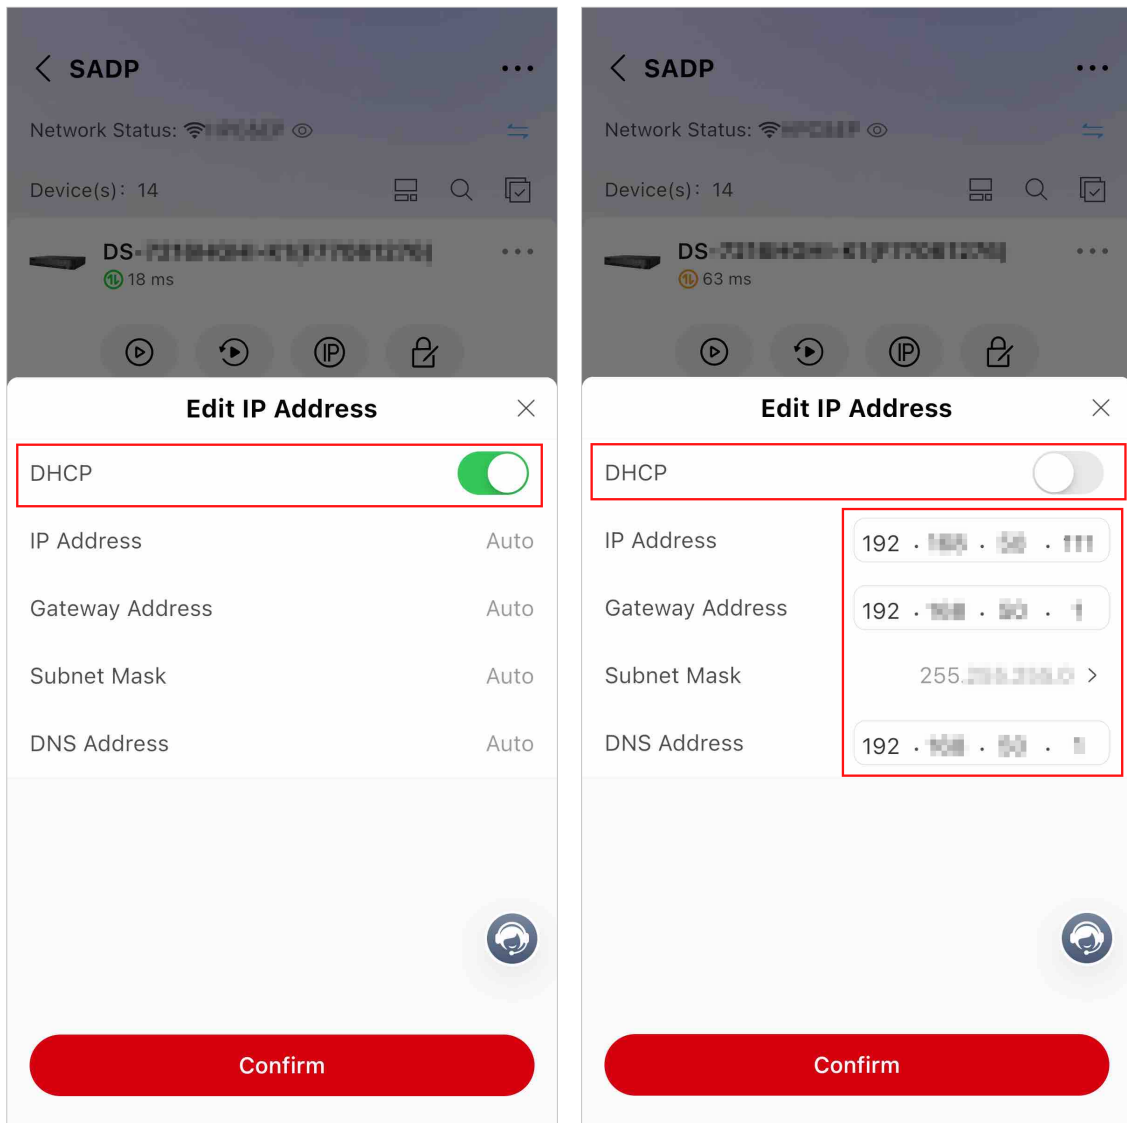 SADP
Network Status:
Device(s): 14
DS-
18 ms
IP
Edit IP Address
DHCP
IP Address Auto
Gateway Address Auto
Subnet Mask Auto
DNS Address Auto
Confirm
SADP
Network Status:
Device(s): 14
DS-
63 ms
IP
Edit IP Address
DHCP
IP Address 192 . . .
Gateway Address 192 . . .
Subnet Mask 255.
DNS Address 192 . . .
Confirm